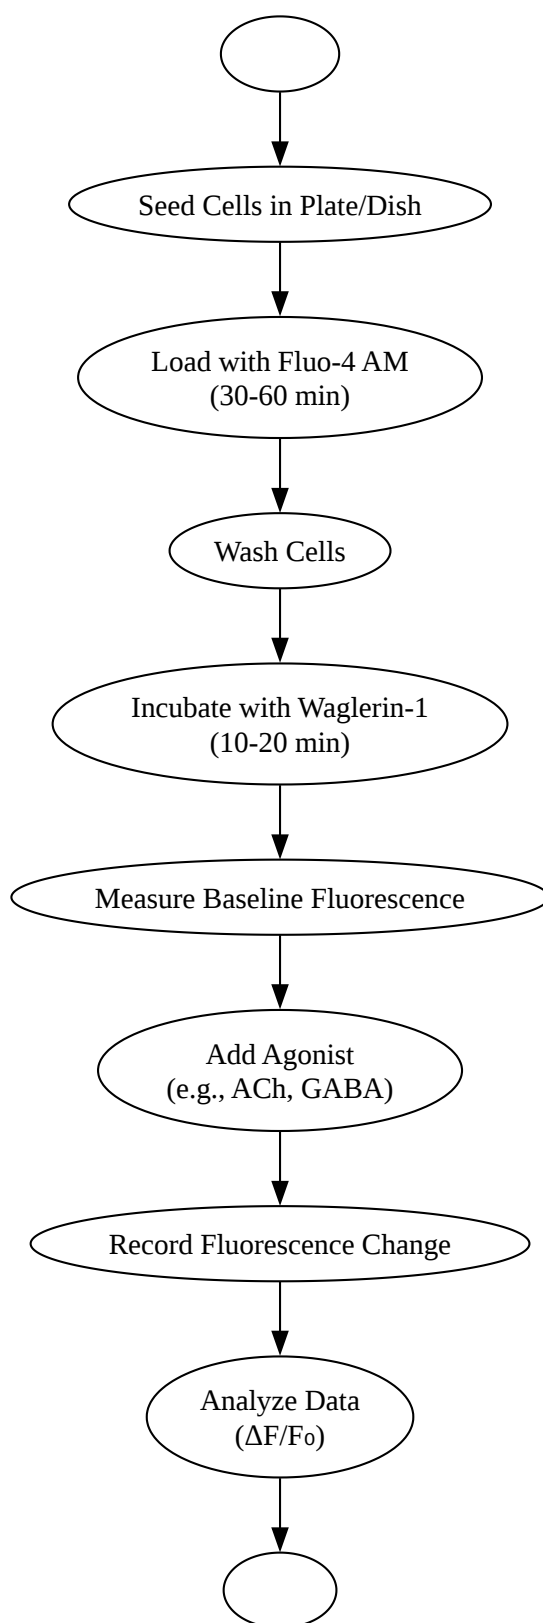 Seed Cells in Plate/Dish
Load with Fluo-4 AM
(30-60 min)
Wash Cells
Incubate with Waglerin-1
(10-20 min)
Measure Baseline Fluorescence
Add Agonist
(e.g., ACh, GABA)
Record Fluorescence Change
Analyze Data
(ΔF/F₀)